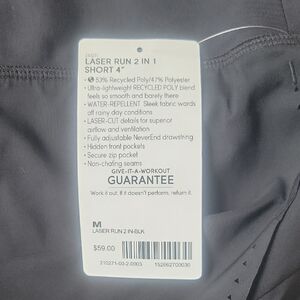 LASER RUN 2 IN 1
SHORT 4"
53% Recycled Poly/47% Polyester
• Ultra-lightweight RECYCLED POLY blend
feels so smooth and barely there
• WATER-REPELLENT Sleek fabric wards
off rainy day conditions
• LASER-CUT details for superior
airflow and ventilation
• Fully adjustable NeverEnd drawstring
• Hidden front pockets
• Secure zip pocket
• Non-chafing seams
GIVE-IT-A-WORKOUT
GUARANTEE
Work it out. If it doesn't perform, return it.
M
LASER RUN 2 IN-BLK
$59.00